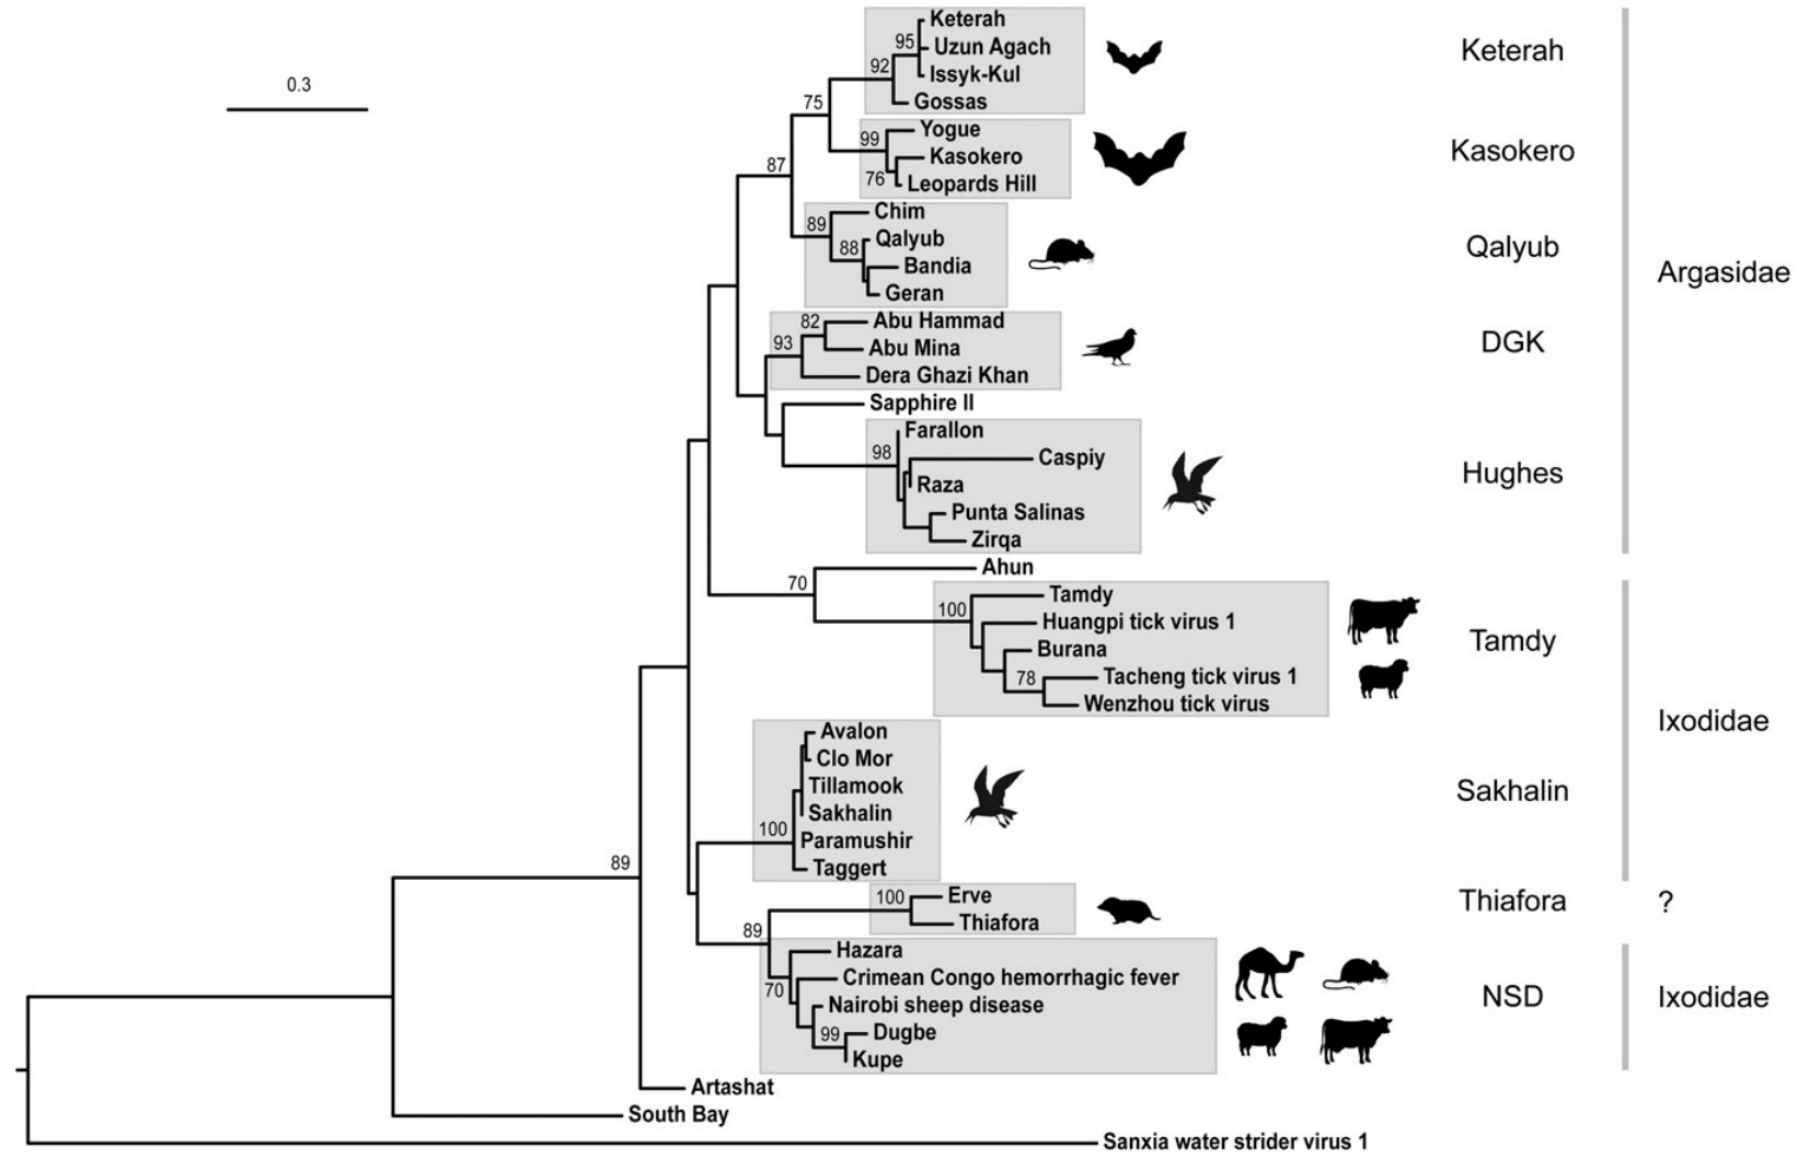 0.3
Keterah
95
Uzun Agach
Keterah
92
Issyk-Kul
75
Gossas
Yogue
99
Kasokero
Kasokero
87
76
Leopards Hill
Chim
89
Qalyub
Qalyub
88
Bandia
Argasidae
Geran
Abu Hammad
82
DGK
93
Abu Mina
Dera Ghazi Khan
Sapphire II
Farallon
98
Caspiy
Hughes
Raza
Punta Salinas
Zirqa
Ahun
70
Tamdy
100
Huangpi tick virus 1
Tamdy
Burana
78
Tacheng tick virus 1
Wenzhou tick virus
Ixodidae
Avalon
Clo Mor
Tillamook
Sakhalin
Sakhalin
100
Paramushir
89
Taggert
100
Erve
Thiafora
?
Thiafora
89
Hazara
Crimean Congo hemorrhagic fever
70
NSD
Ixodidae
Nairobi sheep disease
99
Dugbe
Kupe
Artashat
South Bay
Sanxia water strider virus 1